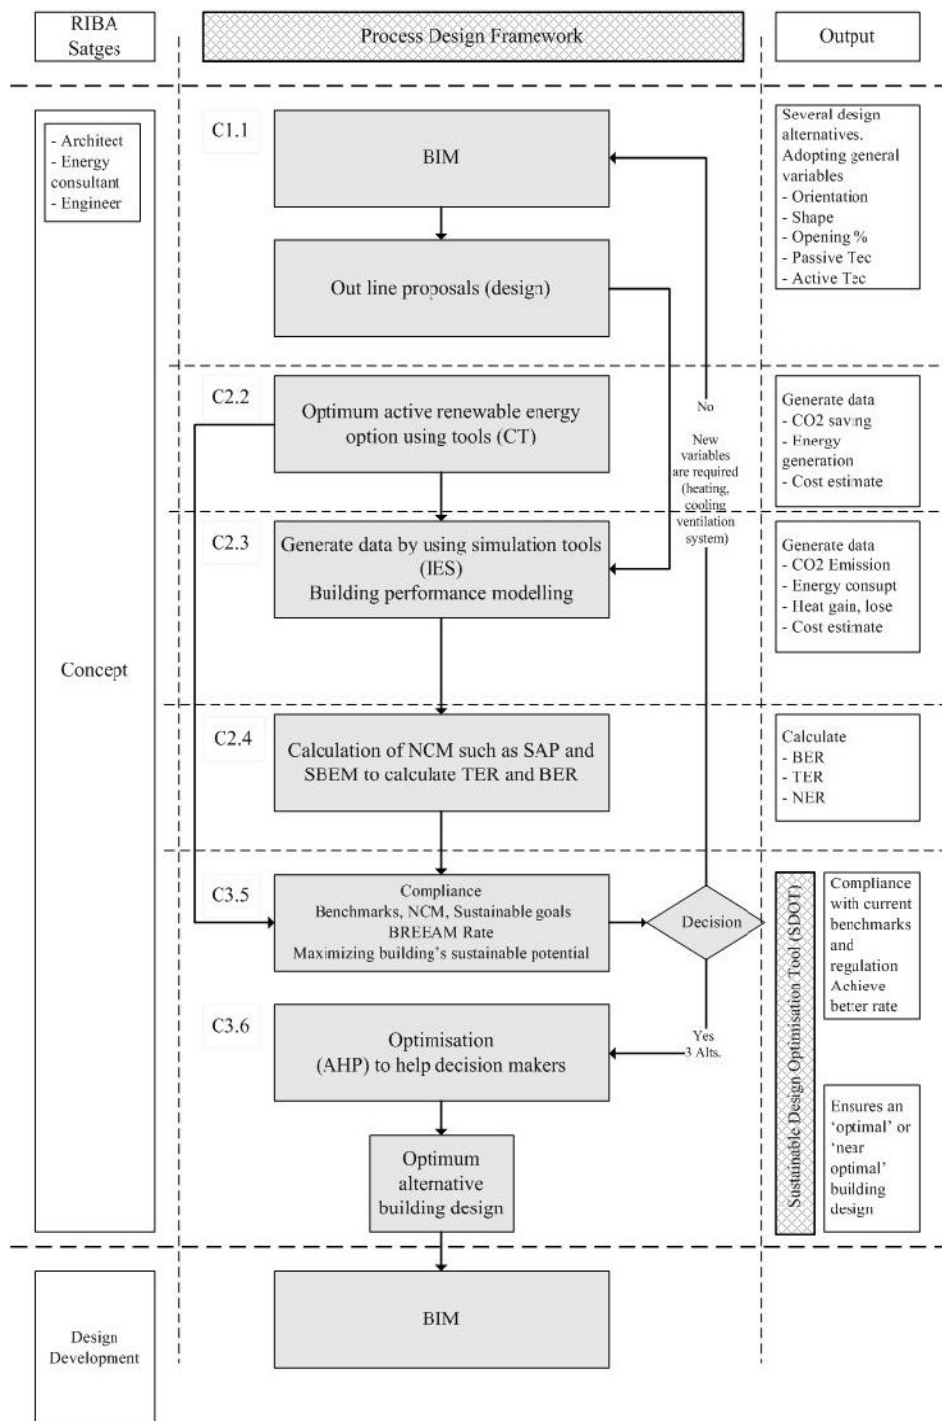 RIBA
Satges
Process Design Framework
Output
- Architect
- Energy
consultant
- Engineer
C1.1
BIM
Several design
alternatives.
Adopting general
variables
- Orientation
- Shape
- Opening %
- Passive Tec
- Active Tec
Out line proposals (design)
C2.2
Optimum active renewable energy
option using tools (CT)
No
New
variables
are required
(heating,
cooling
ventilation
system)
Generate data
- CO2 saving
- Energy
generation
- Cost estimate
C2.3
Generate data by using simulation tools
(IES)
Building performance modelling
Generate data
- CO2 Emission
- Energy consupt
- Heat gain, lose
- Cost estimate
Concept
C2.4
Calculation of NCM such as SAP and
SBEM to calculate TER and BER
Calculate
- BER
- TER
- NER
C3.5
Compliance
Benchmarks, NCM, Sustainable goals
BREEAM Rate
Maximizing building's sustainable potential
Decision
Sustainable Design Optimisation Tool (SDOT)
Compliance
with current
benchmarks
and
regulation
Achieve
better rate
C3.6
Optimisation
(AHP) to help decision makers
Yes
3 Alts.
Optimum
alternative
building design
Ensures an
'optimal' or
'near
optimal'
building
design
Design
Development
BIM